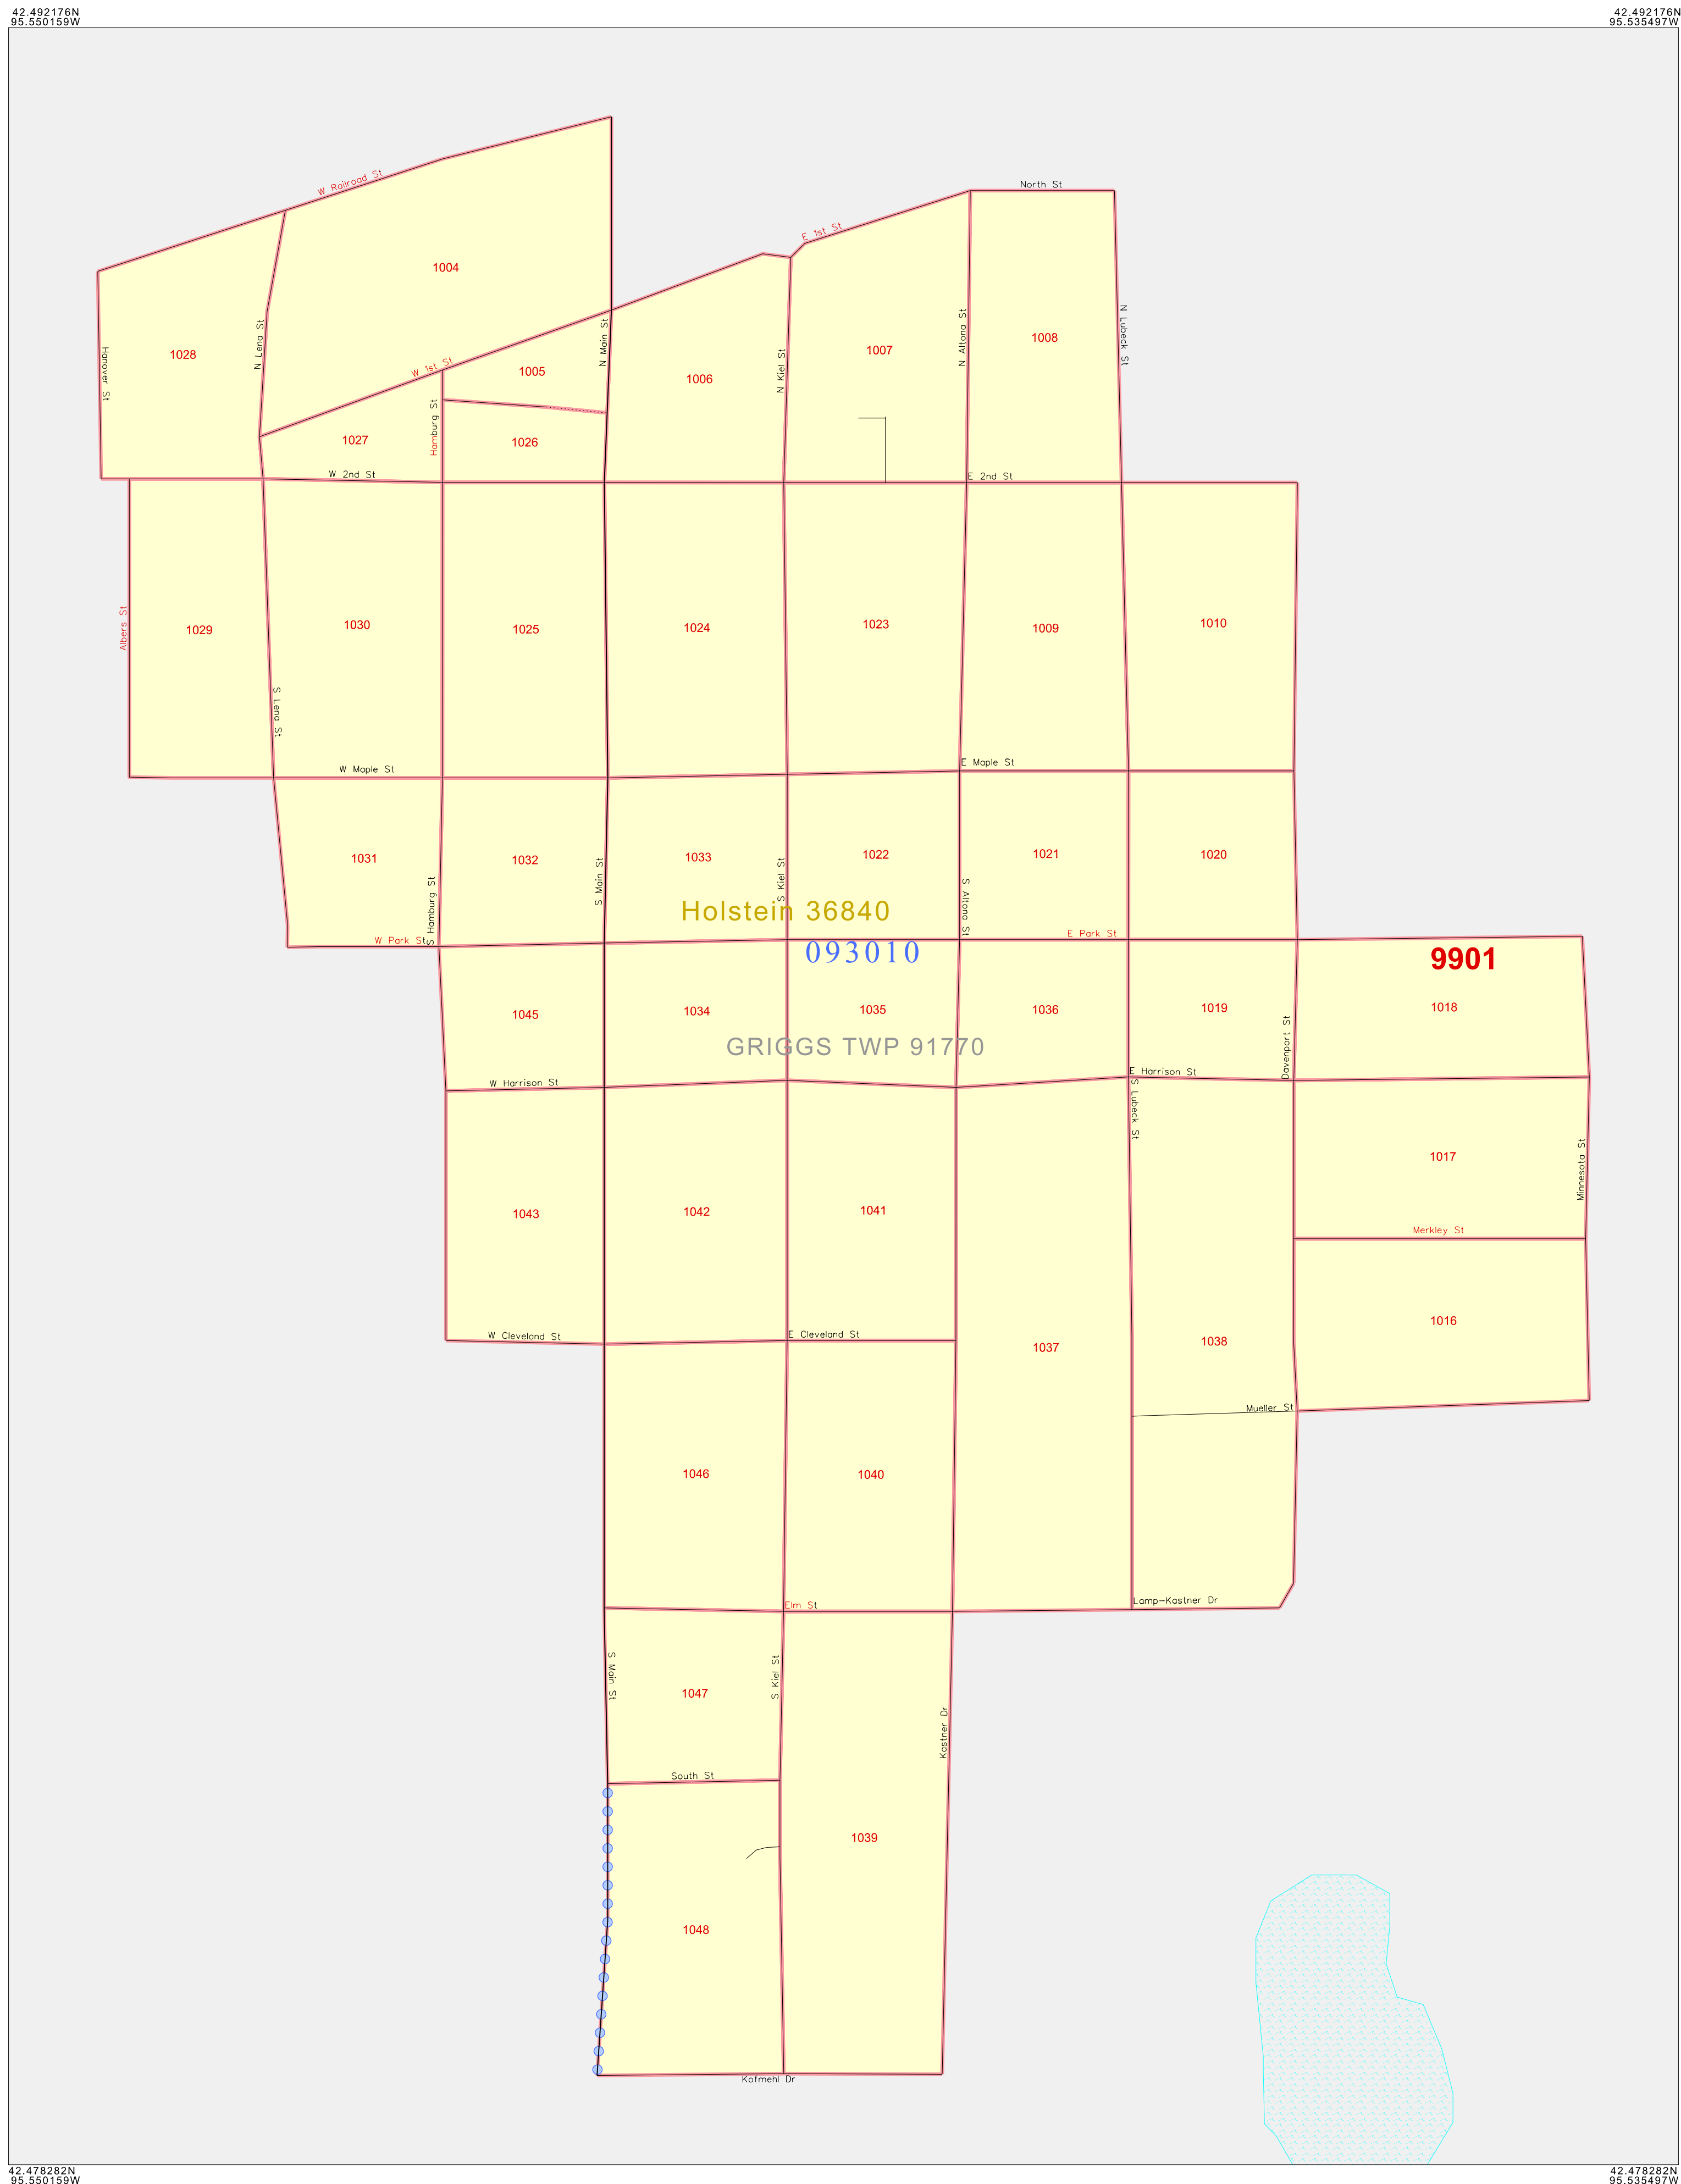 42.492176N
95.550159W
42.492176N
95.535497W
W Railroad St
North St
E 1st St
1004
N Lena St
N Main St
N Lubeck St
1028
Hanover St
W 1st St
1005
1006
N Kiel St
1007
N Altona St
1008
Hamburg St
1027
1026
W 2nd St
E 2nd St
Albers St
1029
1030
1025
1024
1023
1009
1010
S Lena St
W Maple St
E Maple St
1031
1032
1033
1022
1021
1020
S Hamburg St
S Main St
S Kiel St
S Altona St
Holstein 36840
W Park St
E Park St
093010
9901
1045
1034
1035
1036
1019
1018
Davenport St
GRIGGS TWP 91770
W Harrison St
E Harrison St
S Lubeck St
1017
Minnesota St
1043
1042
1041
Merkley St
W Cleveland St
E Cleveland St
1037
1038
1016
Mueller St
1046
1040
Elm St
Lamp-Kastner Dr
S Main St
1047
S Kiel St
Kastner Dr
South St
1039
1048
Kofmehl Dr
42.478282N
95.550159W
42.478282N
95.535497W